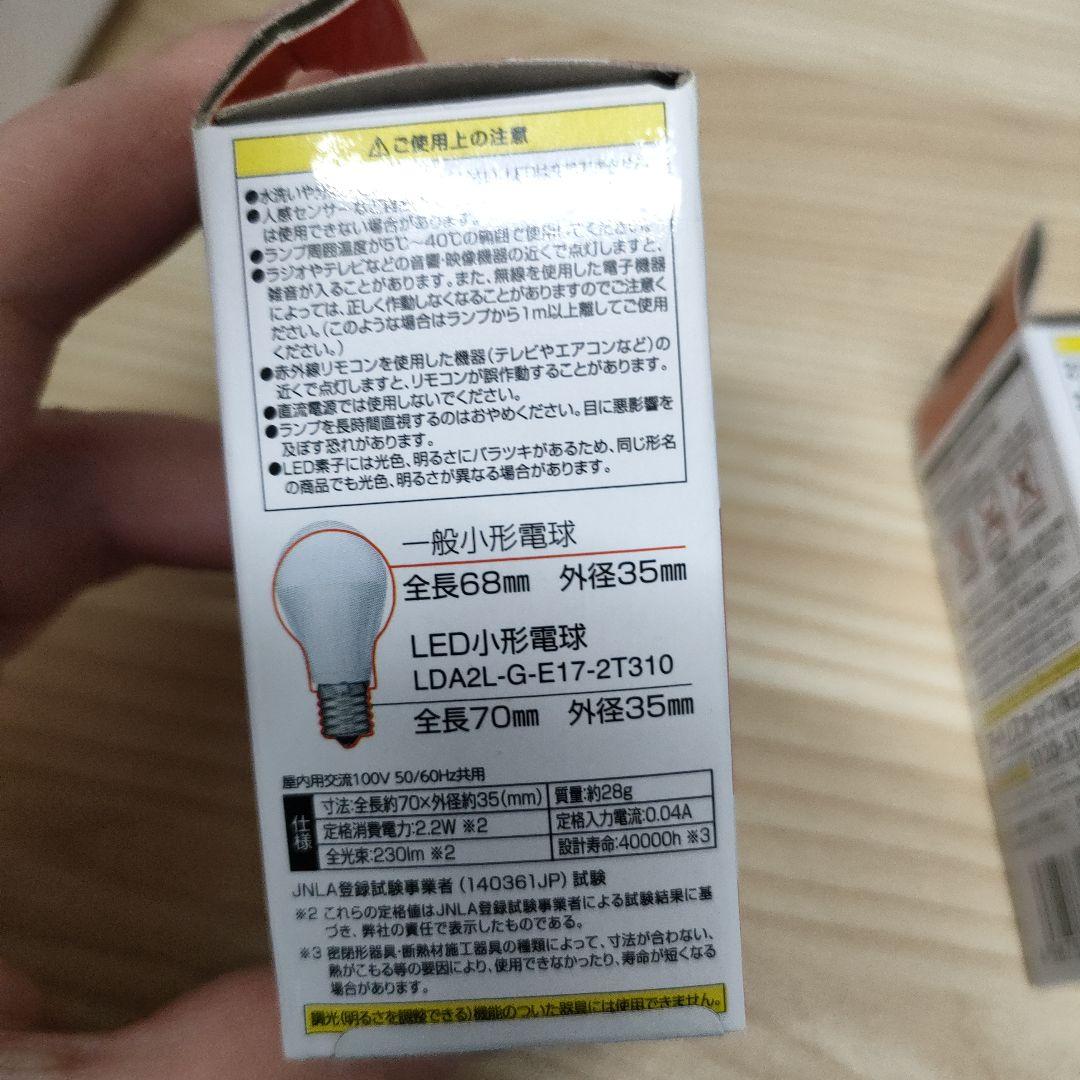 ⚠ご使用上の注意
●水洗いや
●人感センサー
は使用できない場合があります。
●ランプ周囲温度が5℃〜40℃の範囲で使用してください。
●ラジオやテレビなどの音響・映像機器の近くで点灯しますと、
雑音が入ることがあります。また、無線を使用した電子機器
によっては、正しく作動しなくなることがありますのでご注意く
ださい。(このような場合はランプから1m以上離してご使用
ください。)
●赤外線リモコンを使用した機器(テレビやエアコンなど)の
近くで点灯しますと、リモコンが誤作動することがあります。
●直流電源では使用しないでください。
●ランプを長時間直視するのはおやめください。目に悪影響を
及ぼす恐れがあります。
●LED素子には光色、明るさにバラツキがあるため、同じ形名
の商品でも光色、明るさが異なる場合があります。
一般小形電球
全長68㎜ 外径35㎜
LED小形電球
LDA2L-G-E17-2T310
全長70㎜ 外径35㎜
屋内用交流100V 50/60Hz共用
仕様
寸法:全長約70×外径約35(mm) 質量:約28g
定格消費電力:2.2W ※2 定格入力電流:0.04A
全光束:230lm ※2 設計寿命:40000h ※3
JNLA登録試験事業者(140361JP)試験
※2 これらの定格値はJNLA登録試験事業者による試験結果に基
づき、弊社の責任で表示したものである。
※3 密閉形器具・断熱材施工器具の種類によって、寸法が合わない、
熱がこもる等の要因により、使用できなかったり、寿命が短くなる
場合があります。
調光(明るさを調整できる)機能のついた器具には使用できません。